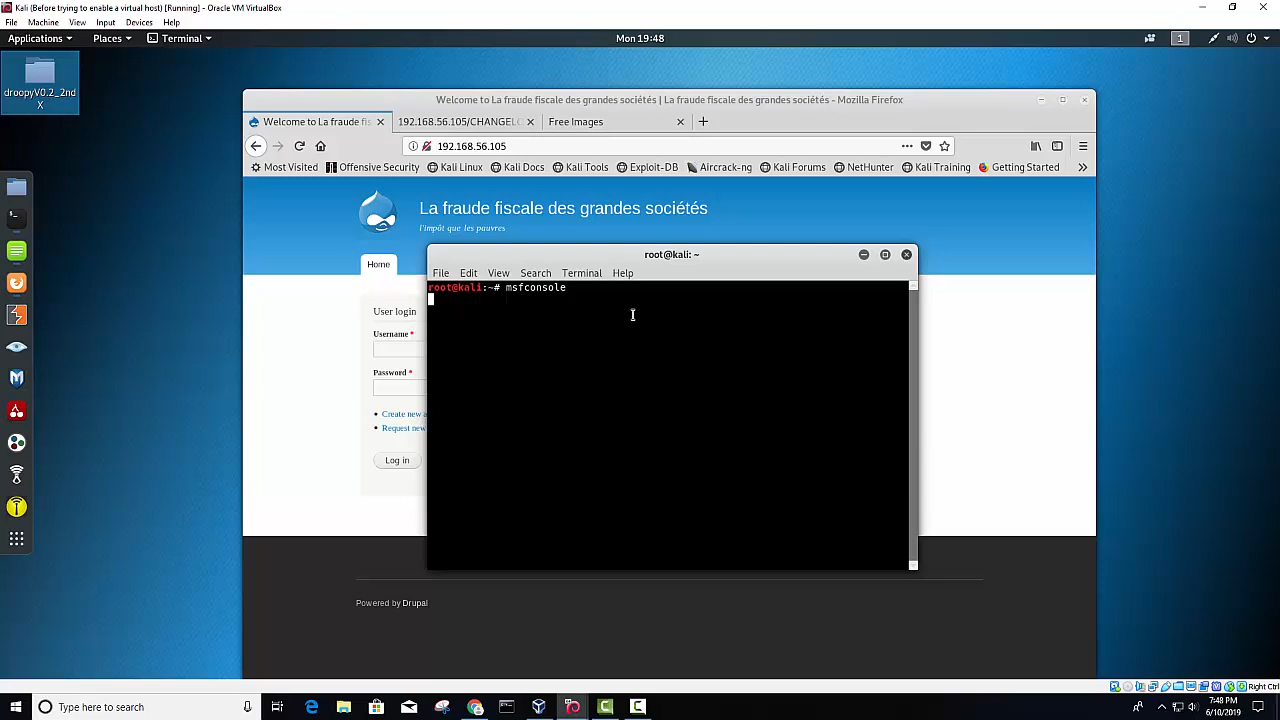 Kali (Before trying to enable a virtual host) [Running] - Oracle VM VirtualBox
File Machine View Input Devices Help
Applications Places Terminal Mon 19:48 1
droopyV0.2_2nd
X
Welcome to La fraude fiscale des grandes sociétés | La fraude fiscale des grandes sociétés - Mozilla Firefox
Welcome to La fraude fis 192.168.56.105/CHANGEL Free Images
192.168.56.105
Most Visited Offensive Security Kali Linux Kali Docs Kali Tools Exploit-DB Aircrack-ng Kali Forums NetHunter Kali Training Getting Started
La fraude fiscale des grandes sociétés
l'impôt que les pauvres
Home
User login
Username *
Password *
Create new a
Request new
Log in
root@kali: ~
File Edit View Search Terminal Help
root@kali:~# msfconsole
Powered by Drupal
Right Ctrl
Type here to search
7:48 PM
6/10/2019